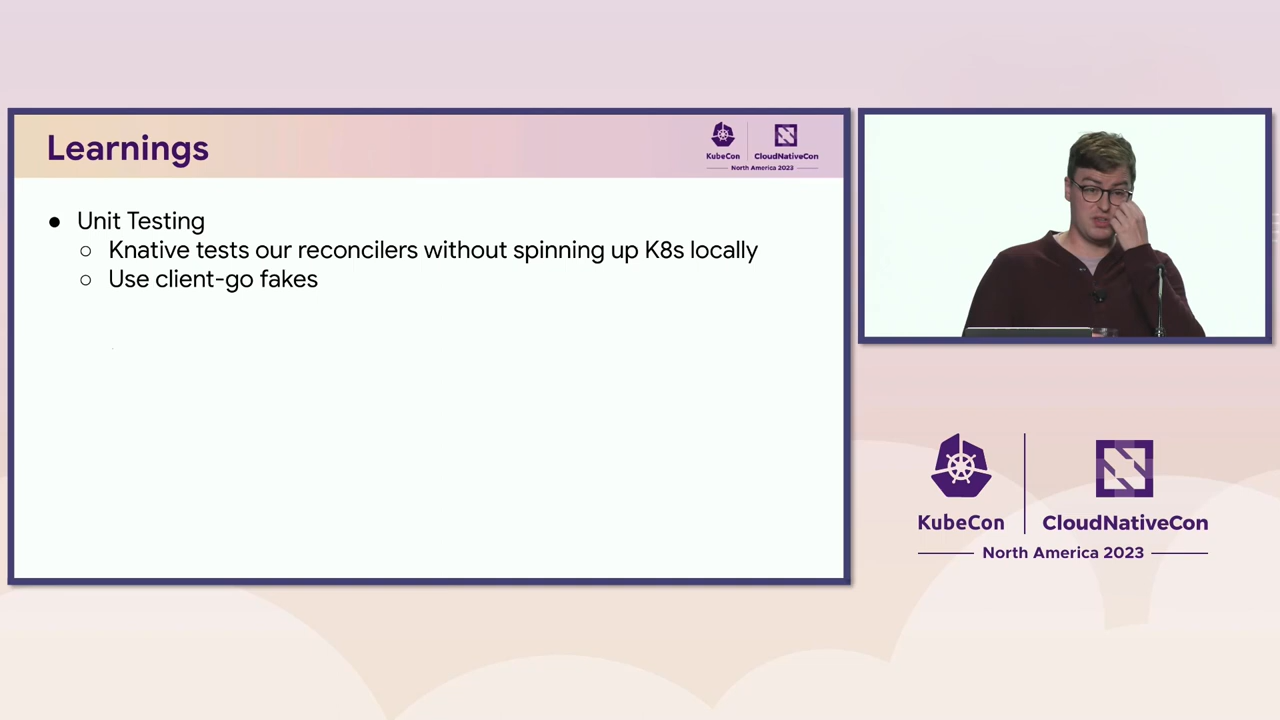 Learnings
KubeCon
CloudNativeCon
North America 2023
● Unit Testing
○ Knative tests our reconcilers without spinning up K8s locally
○ Use client-go fakes
KubeCon
CloudNativeCon
North America 2023